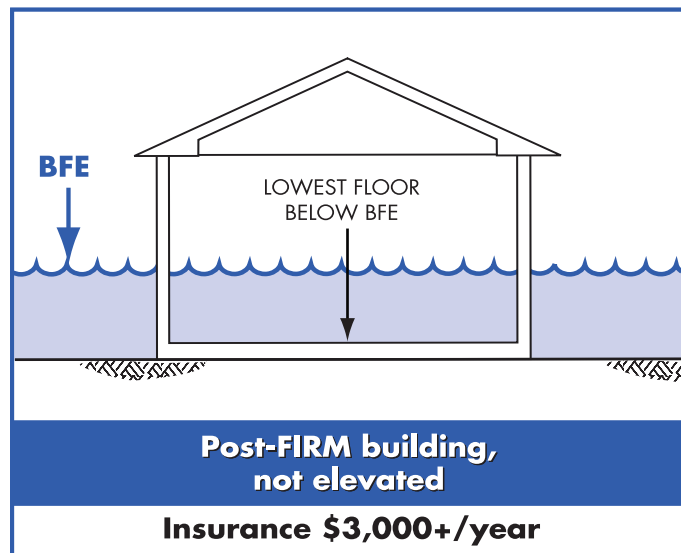 BFE
LOWEST FLOOR
BELOW BFE
Post-FIRM building,
not elevated
Insurance $3,000+/year